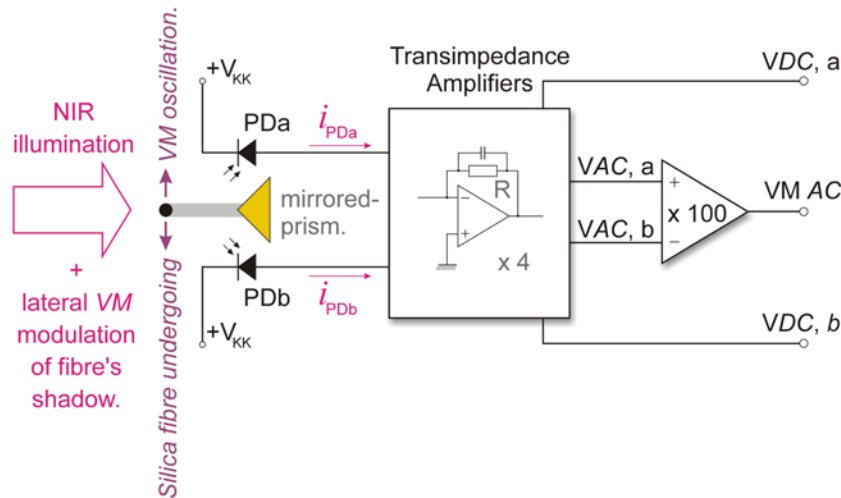 NIR
illumination
+
lateral VM
modulation
of fibre's
shadow.
Silica fibre undergoing VM oscillation.
+VKK
PDa
iPDa
mirrored-
prism.
PDb
iPDb
+VKK
Transimpedance
Amplifiers
R
−
+
x 4
VDC, a
VAC, a
VAC, b
+
x 100
−
VM AC
VDC, b